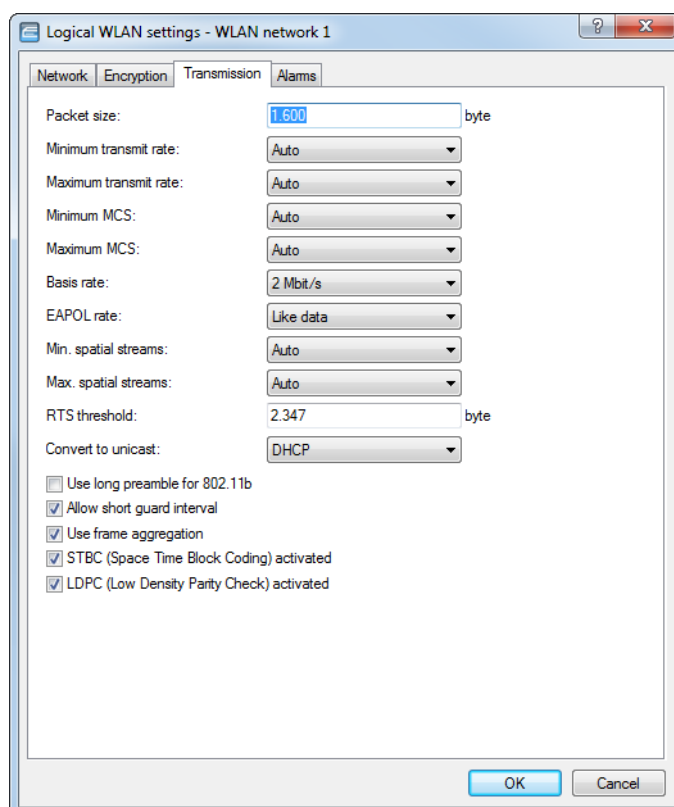 Logical WLAN settings - WLAN network 1
Network Encryption Transmission Alarms
Packet size: 1.600 byte
Minimum transmit rate: Auto
Maximum transmit rate: Auto
Minimum MCS: Auto
Maximum MCS: Auto
Basis rate: 2 Mbit/s
EAPOL rate: Like data
Min. spatial streams: Auto
Max. spatial streams: Auto
RTS threshold: 2.347 byte
Convert to unicast: DHCP
Use long preamble for 802.11b
Allow short guard interval
Use frame aggregation
STBC (Space Time Block Coding) activated
LDPC (Low Density Parity Check) activated
OK Cancel